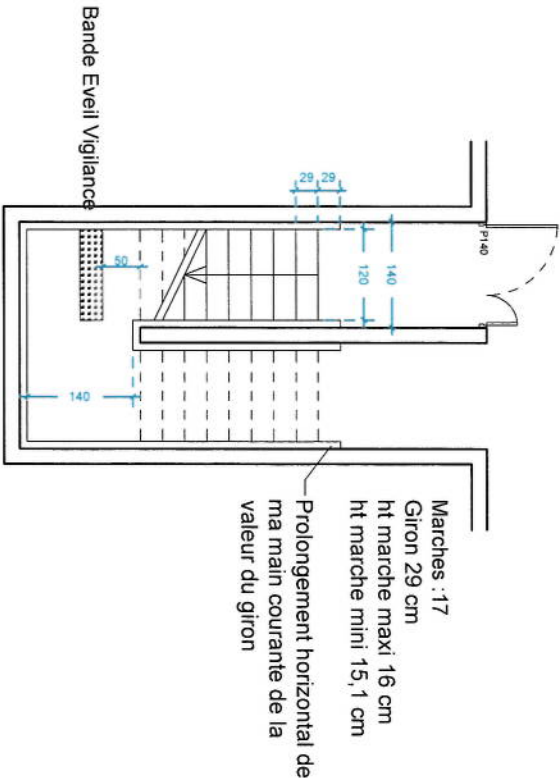 Bande Eveil Vigilance
29
29
P140
120
140
50
140
Marches :17
Giron 29 cm
ht marche maxi 16 cm
ht marche mini 15,1 cm
Prolongement horizontal de
ma main courante de la
valeur du giron